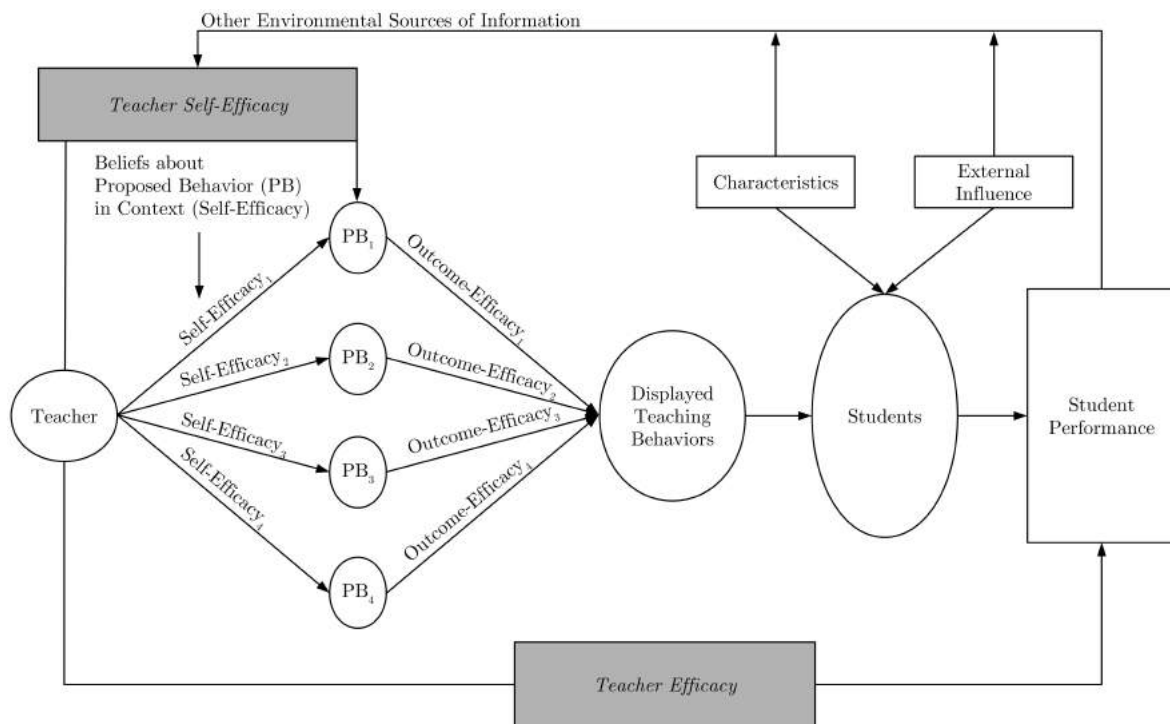 Other Environmental Sources of Information
Teacher Self-Efficacy
Beliefs about
Proposed Behavior (PB)
in Context (Self-Efficacy)
Characteristics
External
Influence
PB₁
Self-Efficacy₁
Outcome-Efficacy₁
PB₂
Self-Efficacy₂
Outcome-Efficacy₂
Teacher
Self-Efficacy₃
Outcome-Efficacy₃
PB₃
Self-Efficacy₄
Outcome-Efficacy₄
PB₄
Displayed
Teaching
Behaviors
Students
Student
Performance
Teacher Efficacy